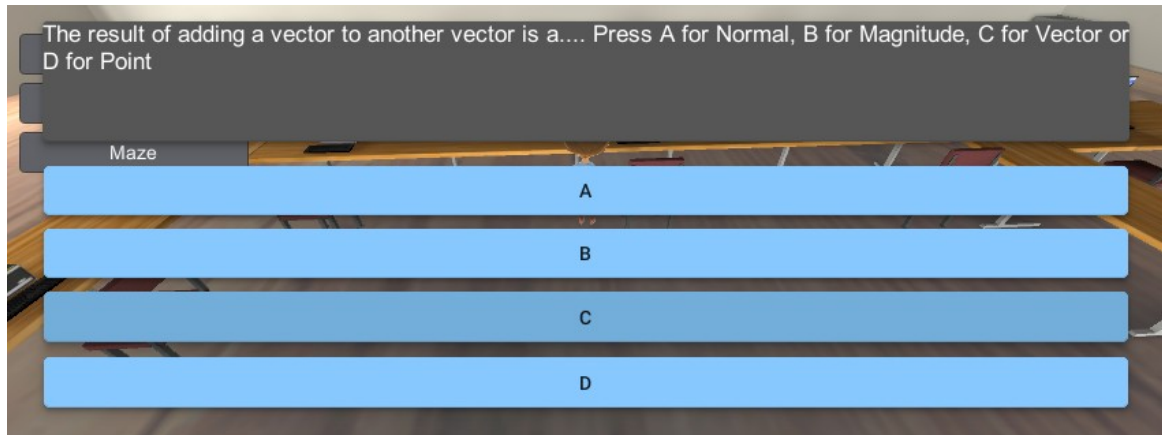 The result of adding a vector to another vector is a.... Press A for Normal, B for Magnitude, C for Vector or
D for Point
Maze
A
B
C
D